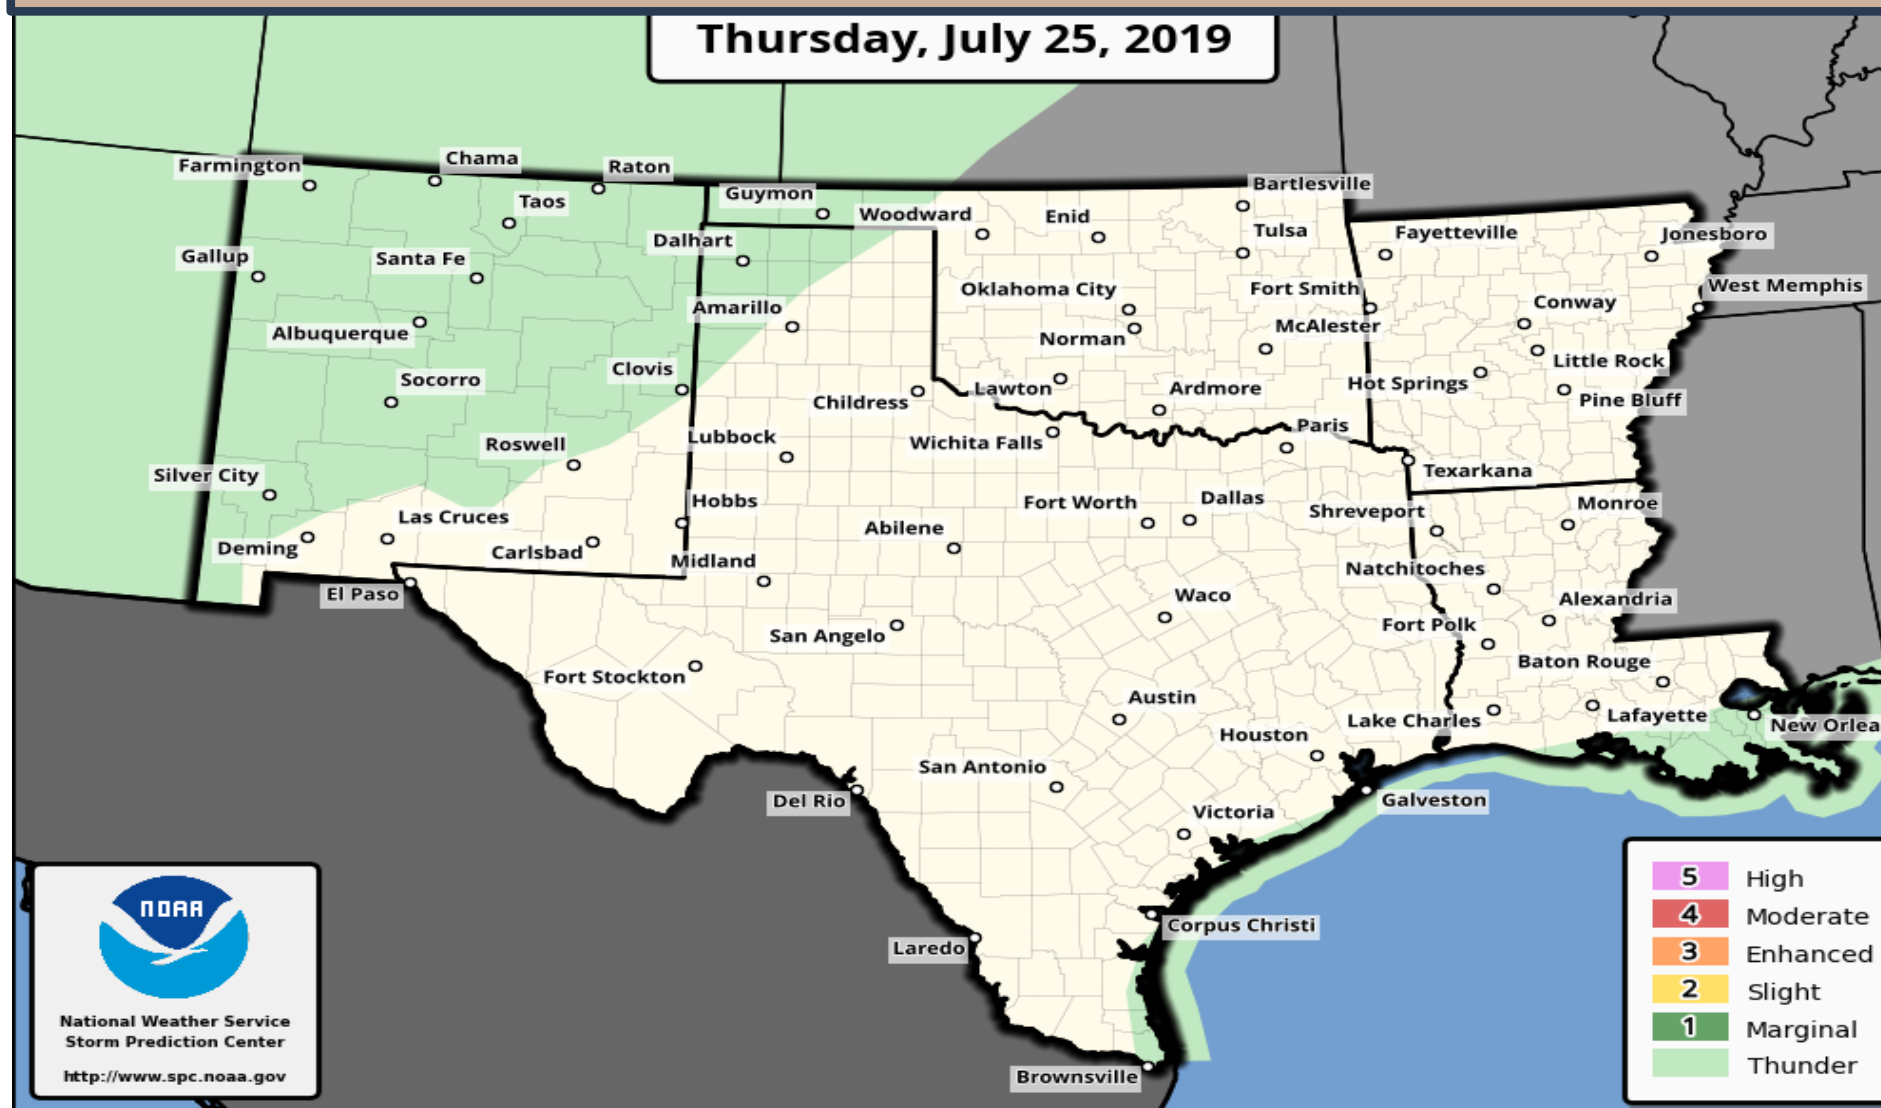 Thursday, July 25, 2019
Farmington
Chama
Raton
Taos
Guymon
Woodward
Enid
Bartlesville
Tulsa
Fayetteville
Jonesboro
Gallup
Santa Fe
Dalhart
Oklahoma City
Fort Smith
West Memphis
Conway
Amarillo
Albuquerque
Norman
McAlester
Little Rock
Clovis
Socorro
Childress
Lawton
Ardmore
Hot Springs
Pine Bluff
Roswell
Lubbock
Wichita Falls
Paris
Texarkana
Silver City
Hobbs
Fort Worth
Dallas
Shreveport
Monroe
Las Cruces
Abilene
Deming
Carlsbad
Midland
Natchitoches
El Paso
Waco
Alexandria
San Angelo
Fort Polk
Fort Stockton
Baton Rouge
Austin
Lake Charles
Lafayette
New Orlea
Houston
San Antonio
Del Rio
Galveston
Victoria
Corpus Christi
Laredo
Brownsville
NOAA
National Weather Service
Storm Prediction Center
http://www.spc.noaa.gov
5 High
4 Moderate
3 Enhanced
2 Slight
1 Marginal
Thunder